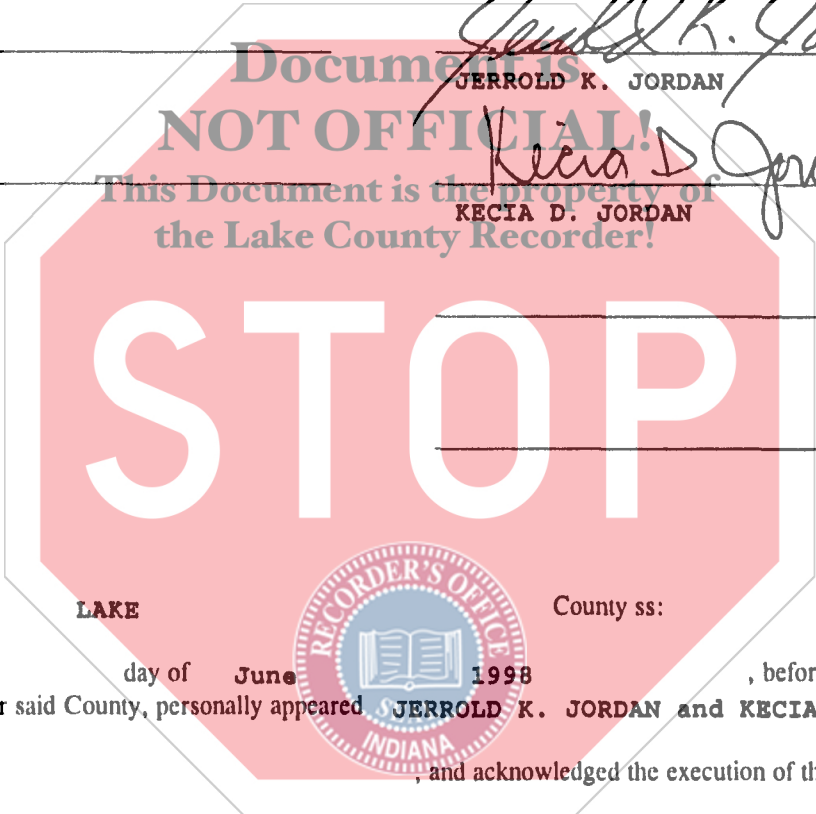 Document is
Jerrold K.
JERROLD K. JORDAN
NOT OFFICIAL!
Kecia D
This Document is the property of
KECIA D. JORDAN
the Lake County Recorder!
STOP
RECORDER'S OFFICE
LAKE County ss:
day of June 1998 , befor
r said County, personally appeared JERROLD K. JORDAN and KECIA
INDIANA
, and acknowledged the execution of th